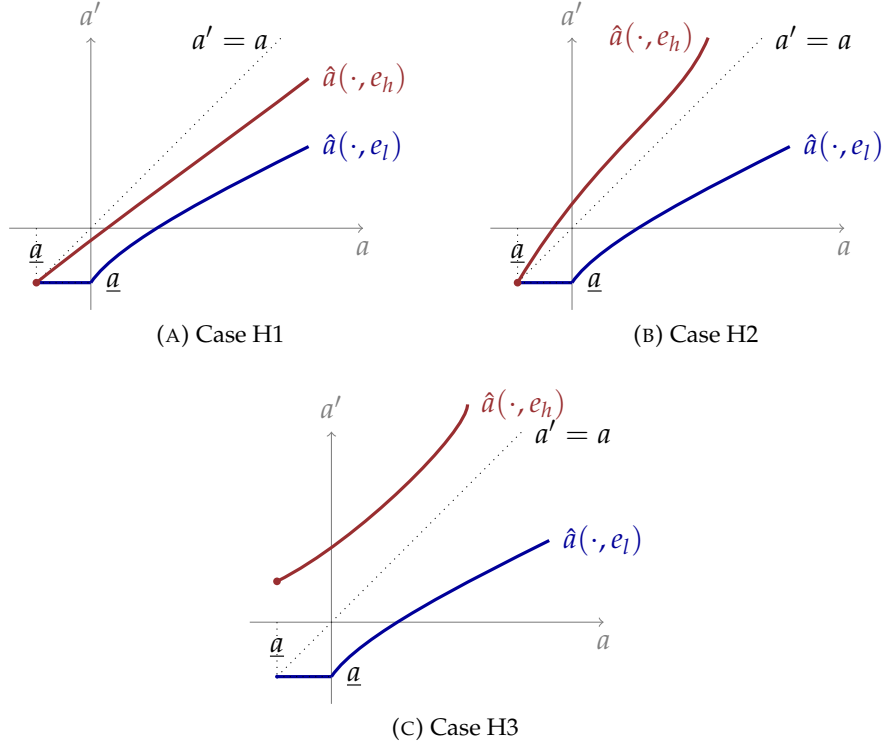 a′
a′ = a
â(·, e_h)
â(·, e_l)
a
a̲
a̲
(A) Case H1
a′
â(·, e_h)
a′ = a
â(·, e_l)
a
a̲
a̲
(B) Case H2
a′
â(·, e_h)
a′ = a
â(·, e_l)
a
a̲
a̲
(C) Case H3